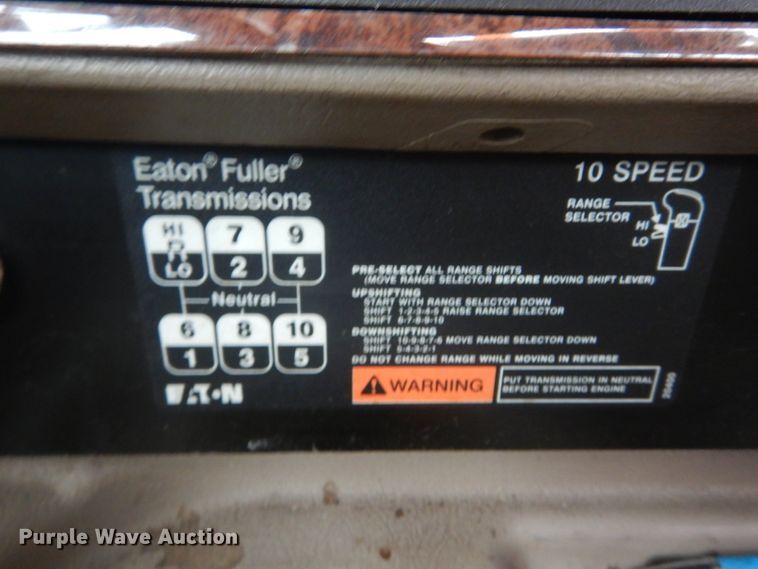 Eaton® Fuller®
Transmissions
10 SPEED
RANGE
SELECTOR
HI
LO
HI
R
LO
7
2
9
4
Neutral
6
1
8
3
10
5
EATON
PRE-SELECT ALL RANGE SHIFTS
(MOVE RANGE SELECTOR BEFORE MOVING SHIFT LEVER)
UPSHIFTING
START WITH RANGE SELECTOR DOWN
SHIFT 1-2-3-4-5 RAISE RANGE SELECTOR
SHIFT 6-7-8-9-10
DOWNSHIFTING
SHIFT 10-9-8-7-6 MOVE RANGE SELECTOR DOWN
SHIFT 5-4-3-2-1
DO NOT CHANGE RANGE WHILE MOVING IN REVERSE
WARNING
PUT TRANSMISSION IN NEUTRAL
BEFORE STARTING ENGINE
Purple Wave Auction